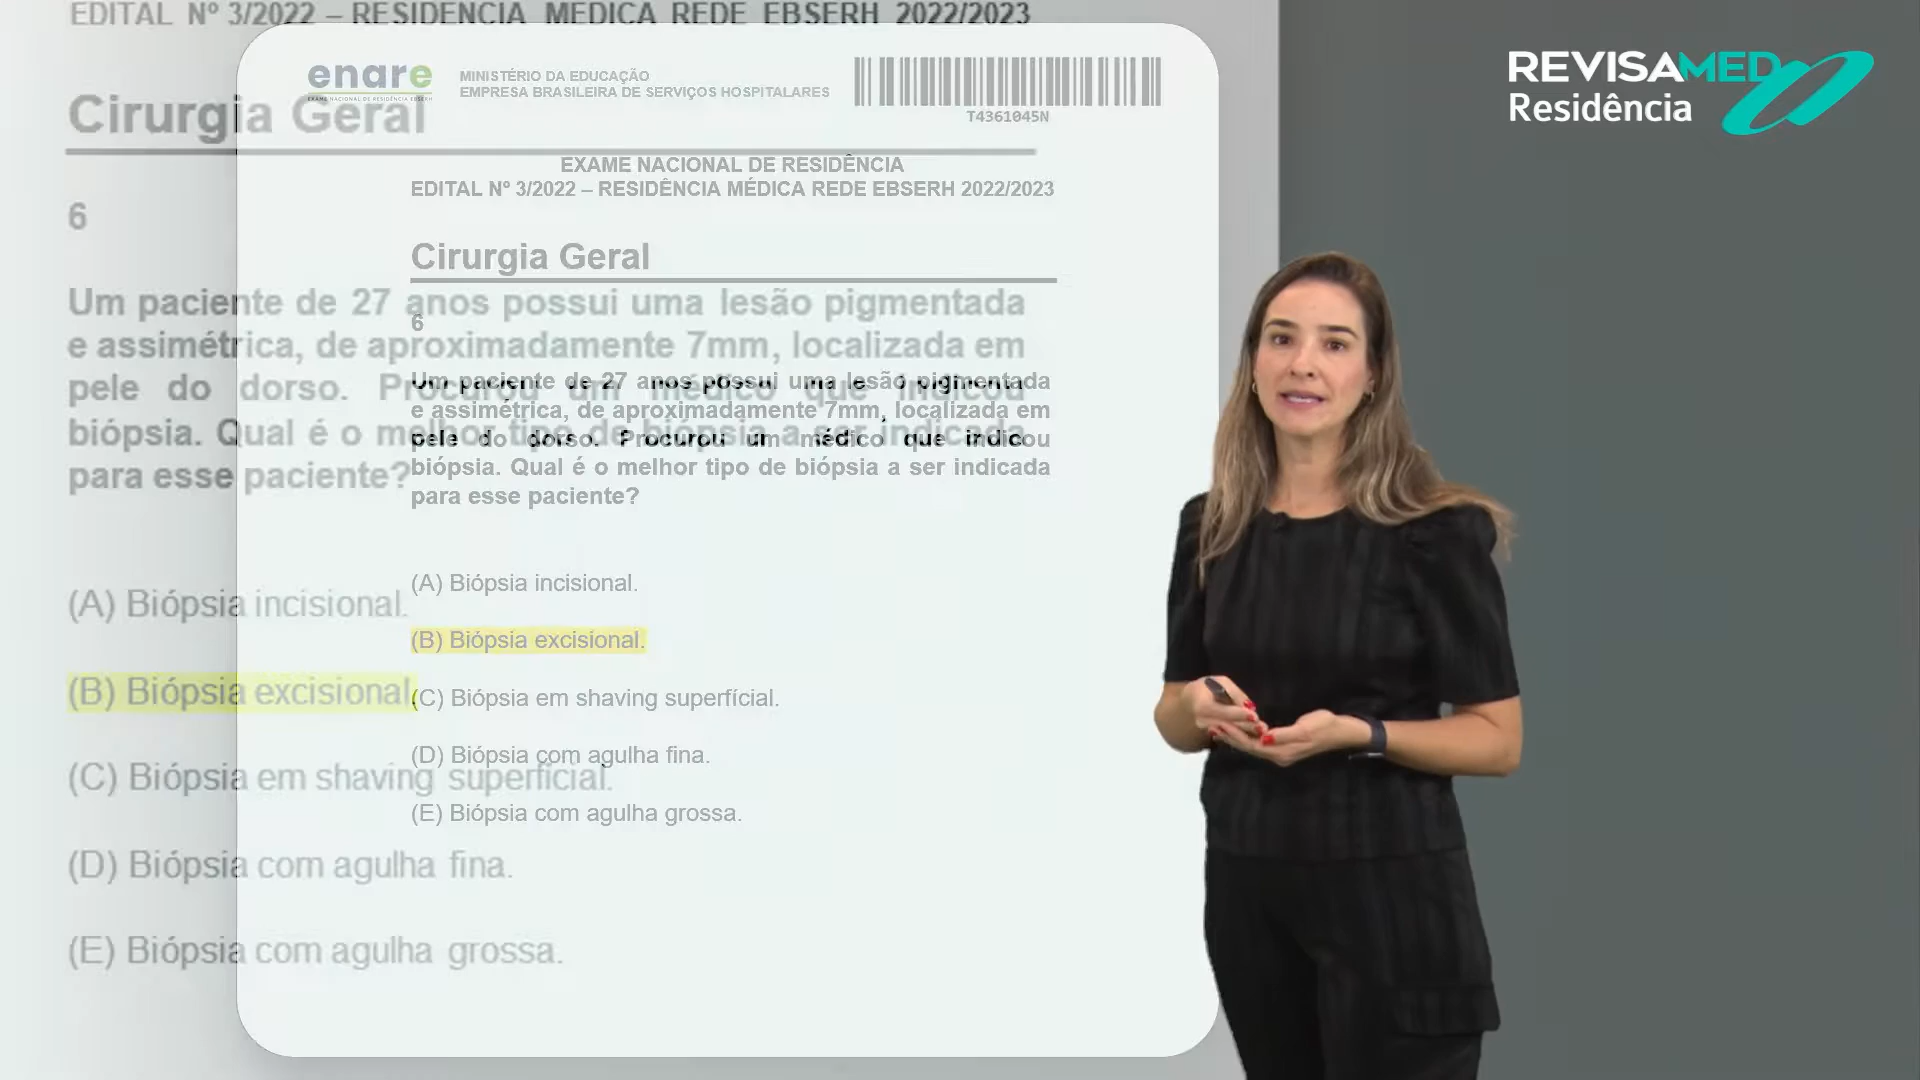 EDITAL Nº 3/2022 – RESIDÊNCIA MÉDICA REDE EBSERH 2022/2023
Cirurgia Geral
6
Um paciente de 27 anos possui uma lesão pigmentada
e assimétrica, de aproximadamente 7mm, localizada em
pele do dorso. Procurou um médico que indicou
biópsia. Qual é o melhor tipo de biópsia a ser indicada
para esse paciente?
(A) Biópsia incisional.
(B) Biópsia excisional.
(C) Biópsia em shaving superfícial.
(D) Biópsia com agulha fina.
(E) Biópsia com agulha grossa.
enare
EXAME NACIONAL DE RESIDÊNCIA EBSERH
MINISTÉRIO DA EDUCAÇÃO
EMPRESA BRASILEIRA DE SERVIÇOS HOSPITALARES
T4361045N
EXAME NACIONAL DE RESIDÊNCIA
EDITAL Nº 3/2022 – RESIDÊNCIA MÉDICA REDE EBSERH 2022/2023
Cirurgia Geral
6
Um paciente de 27 anos possui uma lesão pigmentada
e assimétrica, de aproximadamente 7mm, localizada em
pele do dorso. Procurou um médico que indicou
biópsia. Qual é o melhor tipo de biópsia a ser indicada
para esse paciente?
(A) Biópsia incisional.
(B) Biópsia excisional.
(C) Biópsia em shaving superfícial.
(D) Biópsia com agulha fina.
(E) Biópsia com agulha grossa.
REVISAMED
Residência